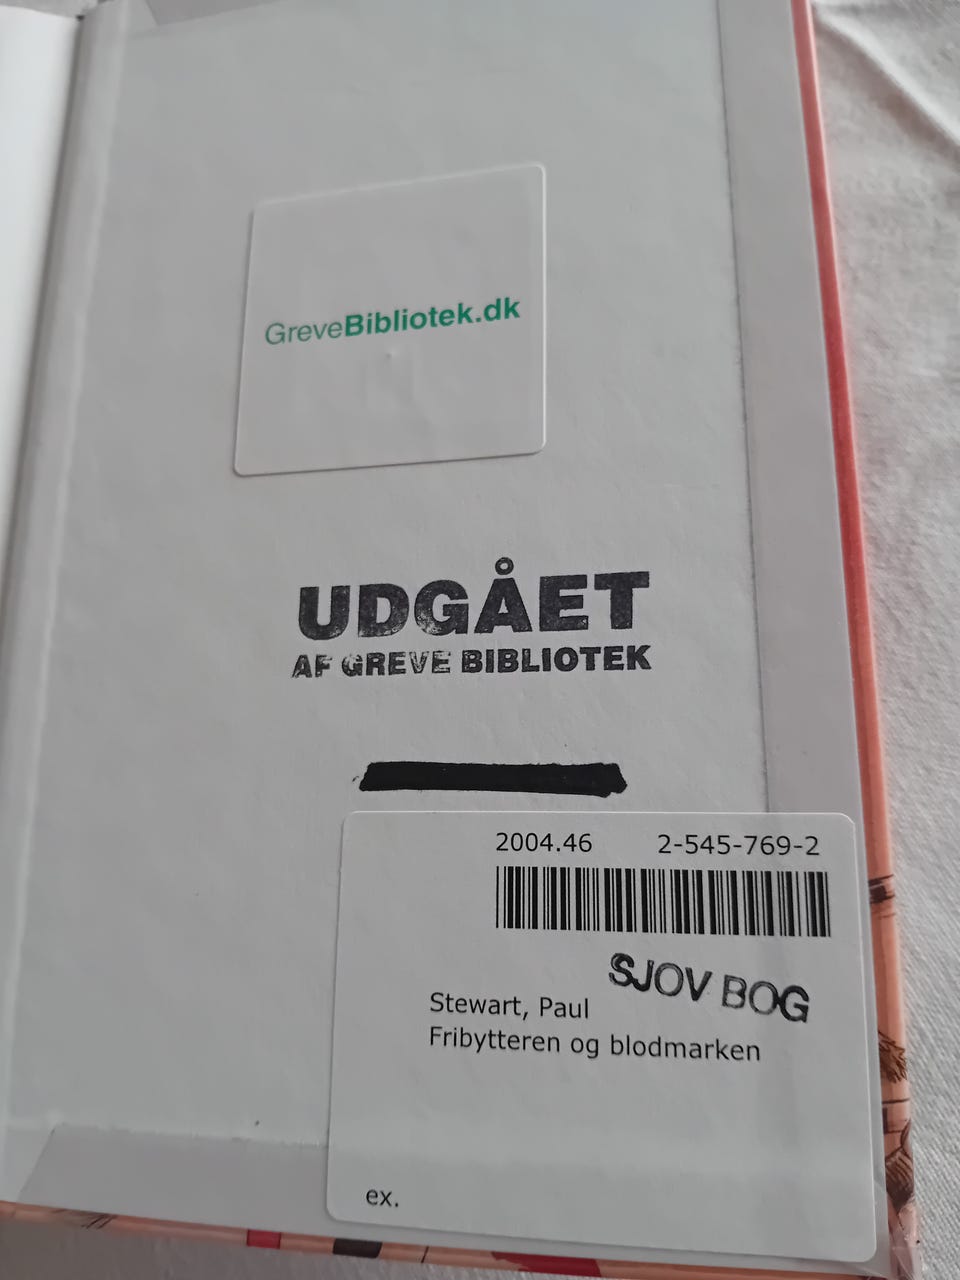 GreveBibliotek.dk
UDGÅET
AF GREVE BIBLIOTEK
2004.46 2-545-769-2
SJOV BOG
Stewart, Paul
Fribytteren og blodmarken
ex.